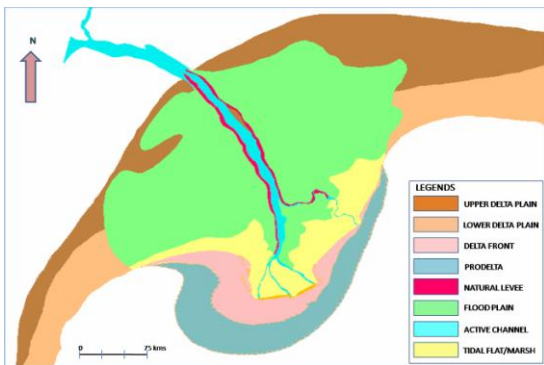 N
LEGENDS
UPPER DELTA PLAIN
LOWER DELTA PLAIN
DELTA FRONT
PRODELTA
NATURAL LEVEE
FLOOD PLAIN
ACTIVE CHANNEL
TIDAL FLAT/MARSH
0 25 kms